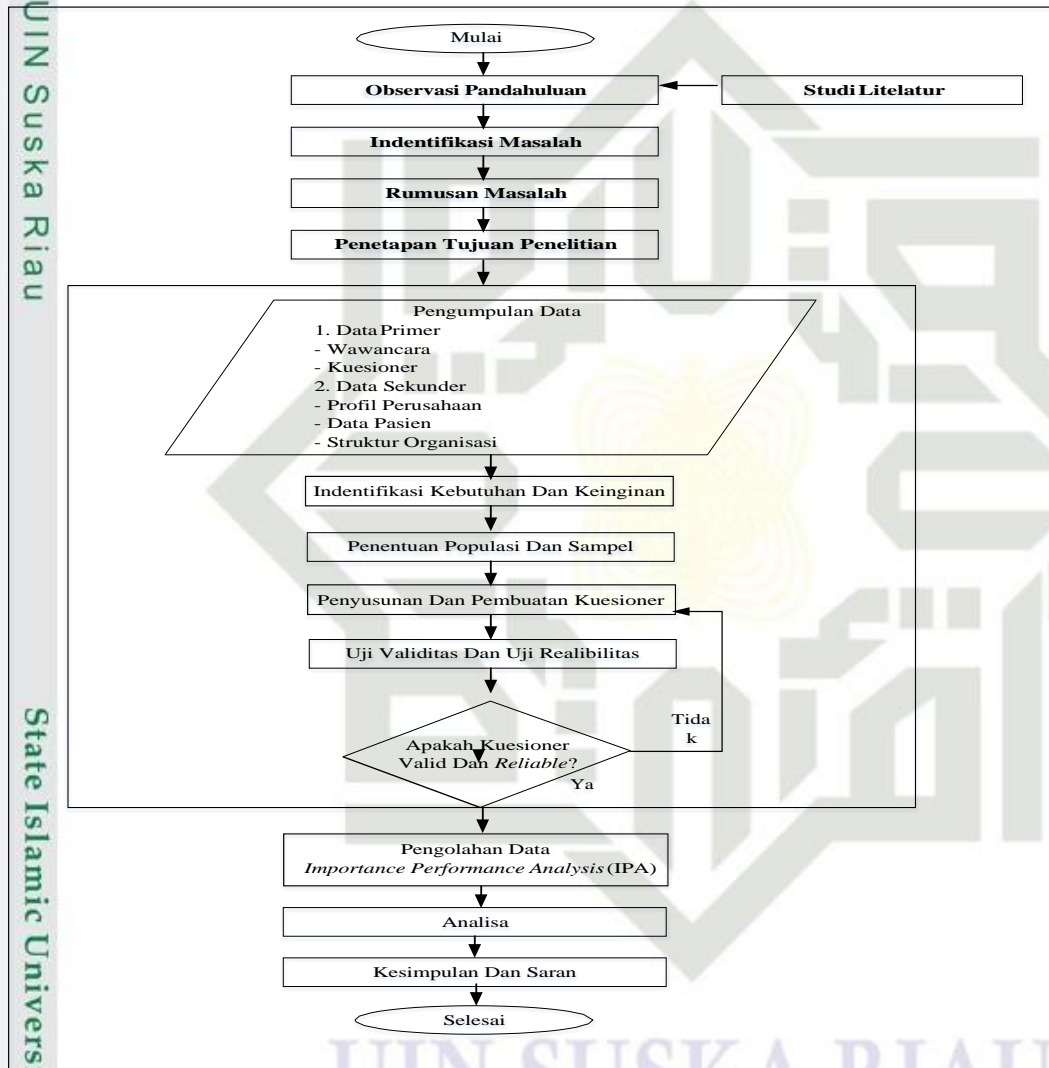 UIN Suska Riau
State Islamic Univers
Mulai
Observasi Pandahuluan
Studi Litelatur
Indentifikasi Masalah
Rumusan Masalah
Penetapan Tujuan Penelitian
Pengumpulan Data
1. Data Primer
- Wawancara
- Kuesioner
2. Data Sekunder
- Profil Perusahaan
- Data Pasien
- Struktur Organisasi
Indentifikasi Kebutuhan Dan Keinginan
Penentuan Populasi Dan Sampel
Penyusunan Dan Pembuatan Kuesioner
Uji Validitas Dan Uji Realibilitas
Tida
k
Apakah Kuesioner
Valid Dan Reliable?
Ya
Pengolahan Data
Importance Performance Analysis (IPA)
Analisa
Kesimpulan Dan Saran
Selesai
UIN SUSKA RIAU